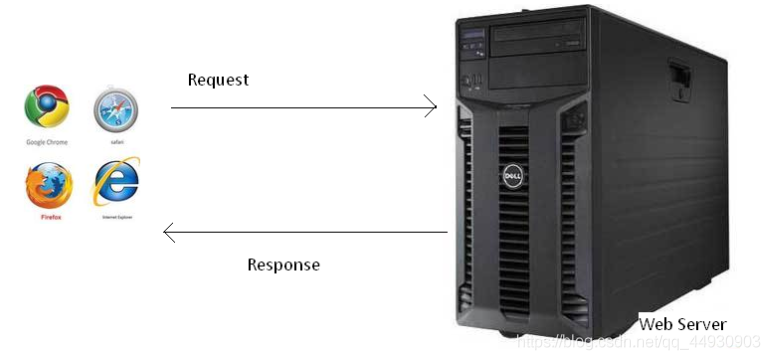 Request
Google Chrome
safari
Firefox
Internet Explorer
DELL
Response
Web Server
https://blog.csdn.net/qq_44930903